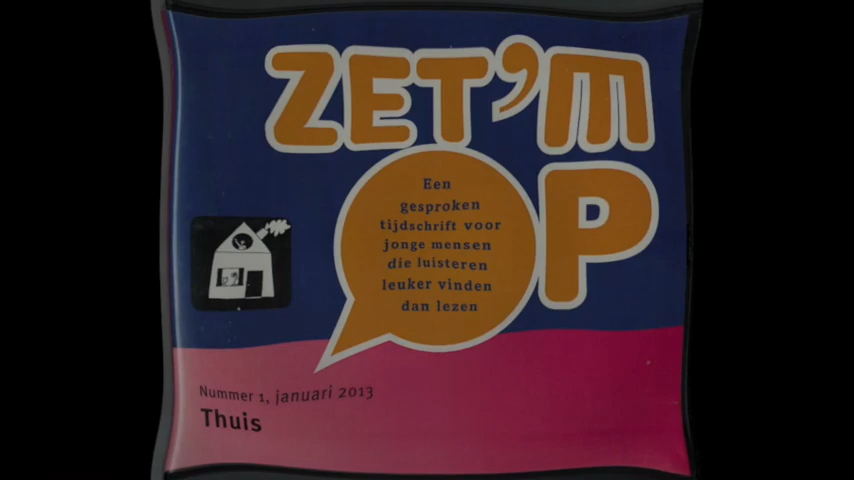 ZET'M
OP
Een
gesproken
tijdschrift voor
jonge mensen
die luisteren
leuker vinden
dan lezen
Nummer 1, januari 2013
Thuis